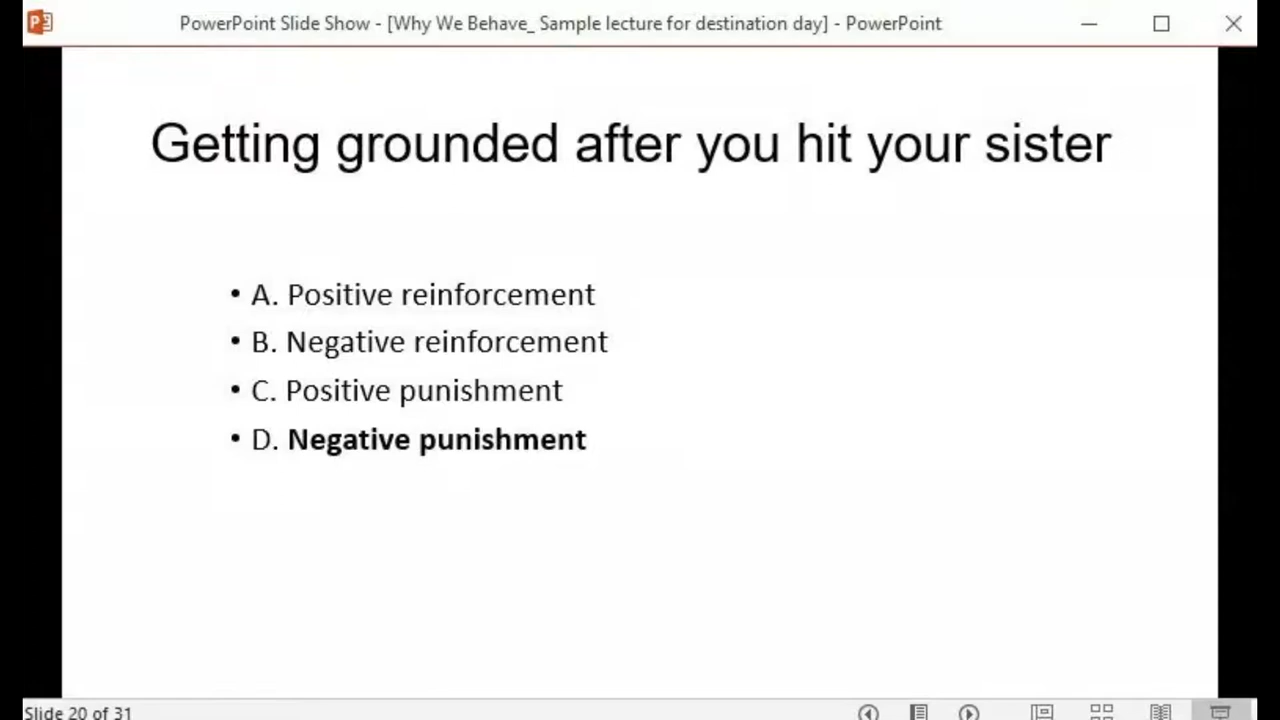 PowerPoint Slide Show - [Why We Behave_ Sample lecture for destination day] - PowerPoint
Getting grounded after you hit your sister
• A. Positive reinforcement
• B. Negative reinforcement
• C. Positive punishment
• D. Negative punishment
Slide 20 of 31